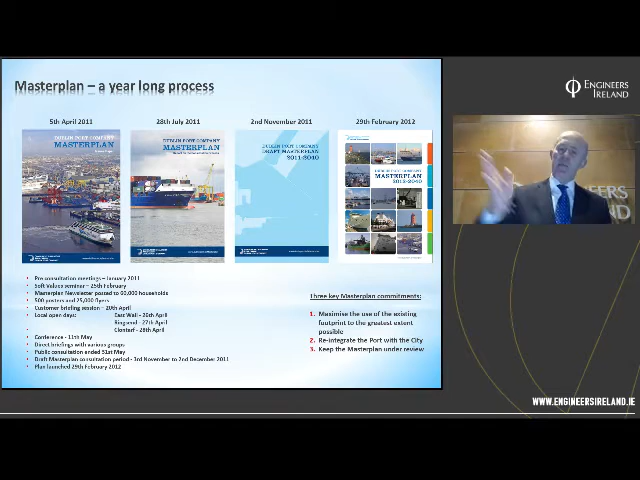 Masterplan – a year long process
5th April 2011
28th July 2011
2nd November 2011
29th February 2012
DUBLIN PORT COMPANY
MASTERPLAN
DUBLIN PORT COMPANY
MASTERPLAN
DUBLIN PORT COMPANY
DRAFT MASTERPLAN
2011-2040
DUBLIN PORT COMPANY
MASTERPLAN
2012-2040
Pre consultation meetings – January 2011
Soft Values seminar – 25th February
Masterplan Newsletter posted to 60,000 households
500 posters and 25,000 flyers
Customer briefing session – 20th April
Local open days: East Wall - 26th April
Ringsend - 27th April
Clontarf - 28th April
Conference - 11th May
Direct briefings with various groups
Public consultation ended 31st May
Draft Masterplan consultation period - 3rd November to 2nd December 2011
Plan launched 29th February 2012
Three key Masterplan commitments:
1. Maximise the use of the existing
footprint to the greatest extent
possible
2. Re-integrate the Port with the City
3. Keep the Masterplan under review
ENGINEERS
IRELAND
WWW.ENGINEERSIRELAND.IE